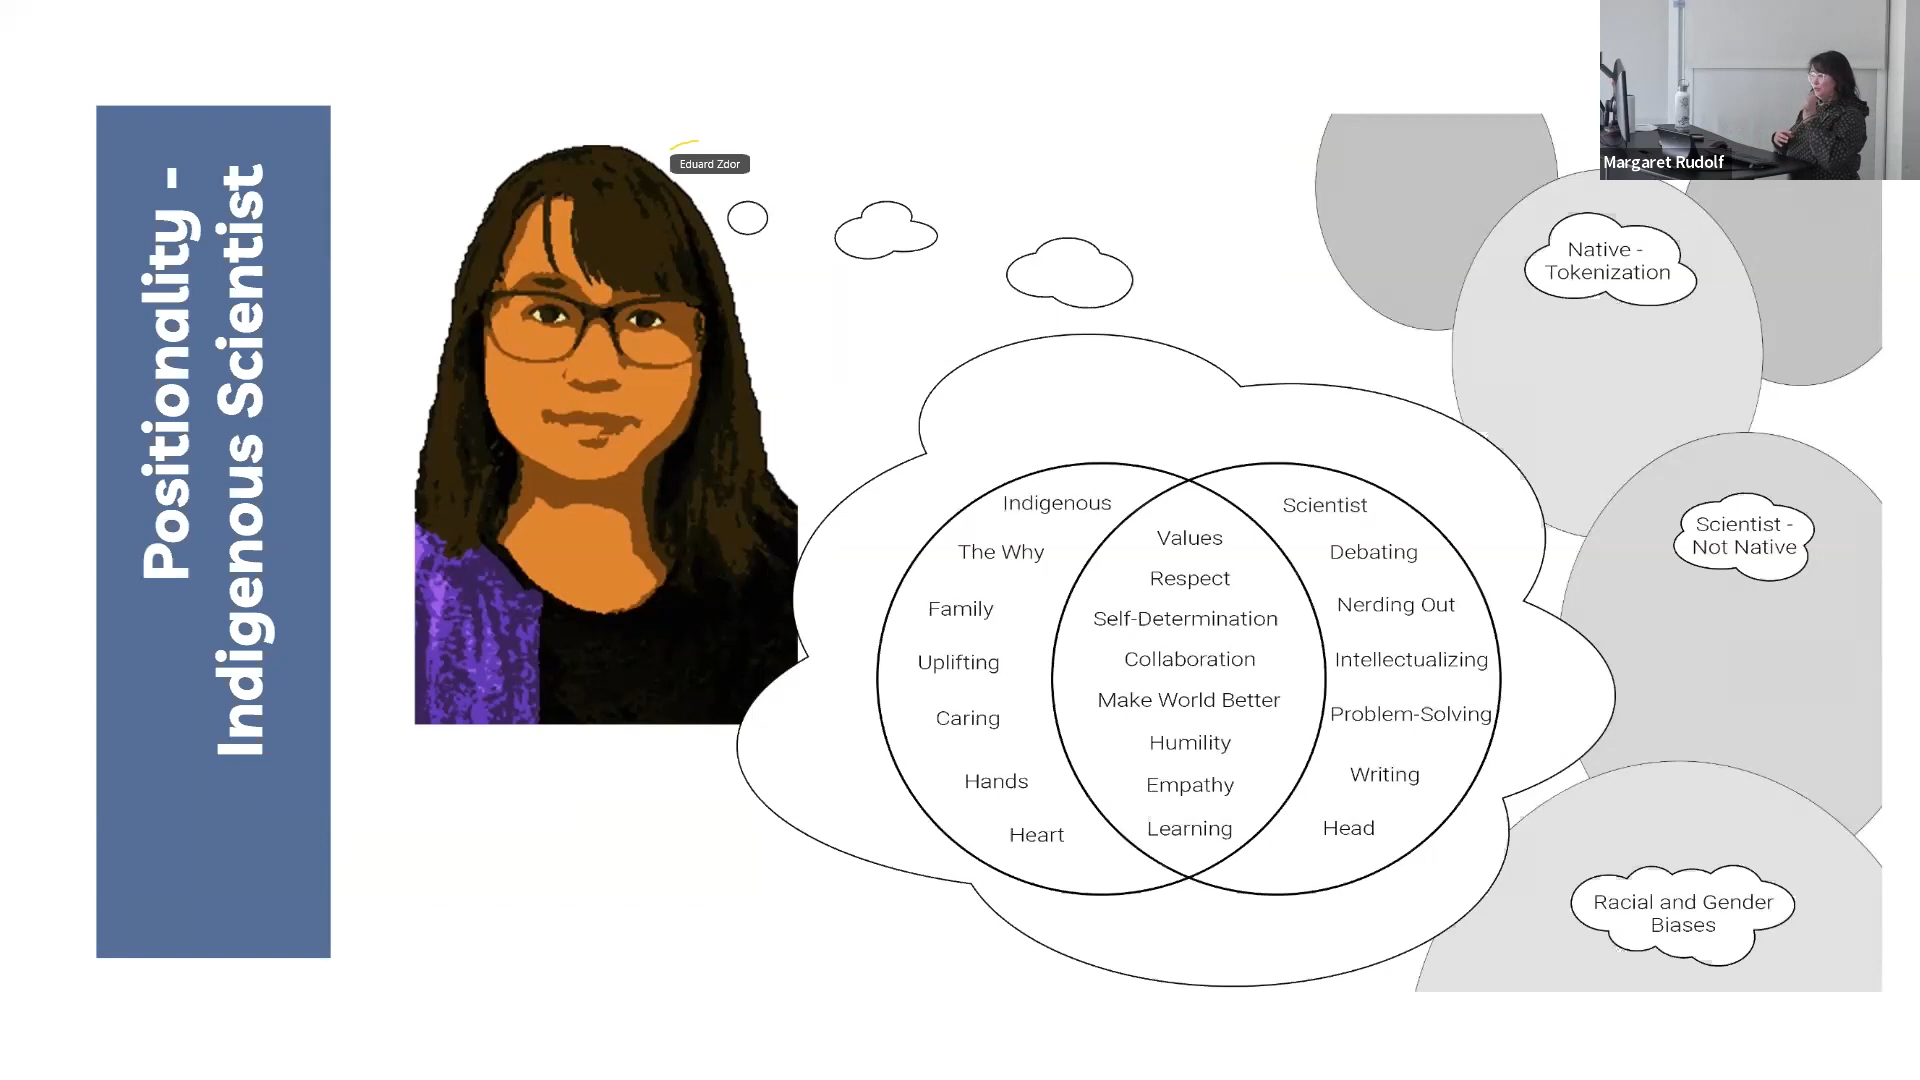 Positionality -
Indigenous Scientist
Eduard Zdor
Margaret Rudolf
Native -
Tokenization
Scientist -
Not Native
Racial and Gender
Biases
Indigenous
The Why
Family
Uplifting
Caring
Hands
Heart
Values
Respect
Self-Determination
Collaboration
Make World Better
Humility
Empathy
Learning
Scientist
Debating
Nerding Out
Intellectualizing
Problem-Solving
Writing
Head